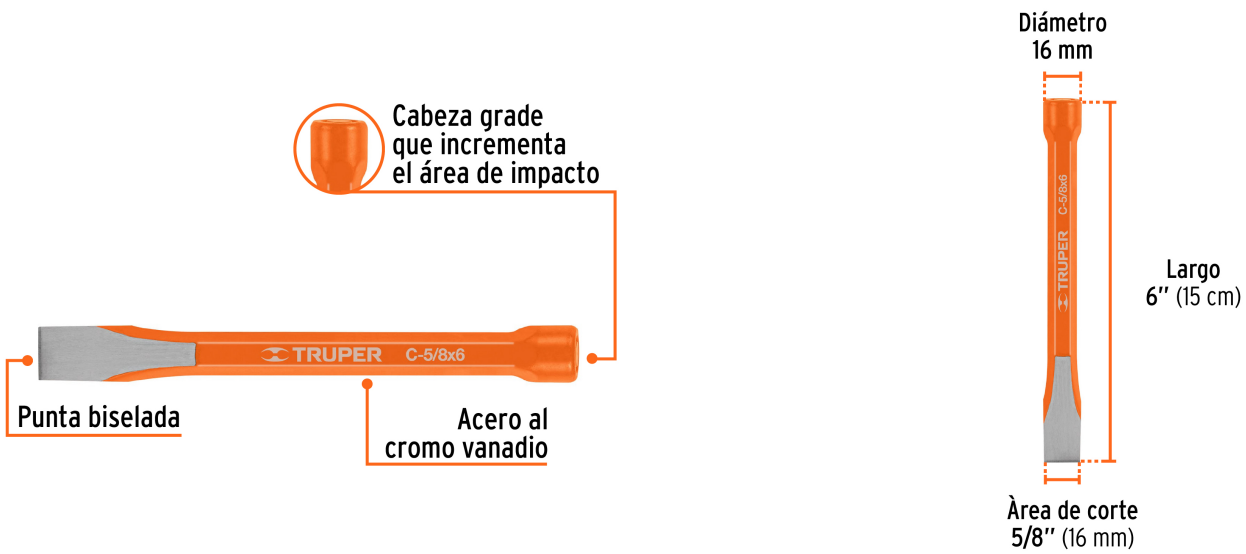 Cabeza grade
que incrementa
el área de impacto
TRUPER C-5/8x6
Punta biselada
Acero al
cromo vanadio
Diámetro
16 mm
C-5/8x6
TRUPER
Largo
6’’ (15 cm)
Àrea de corte
5/8’’ (16 mm)